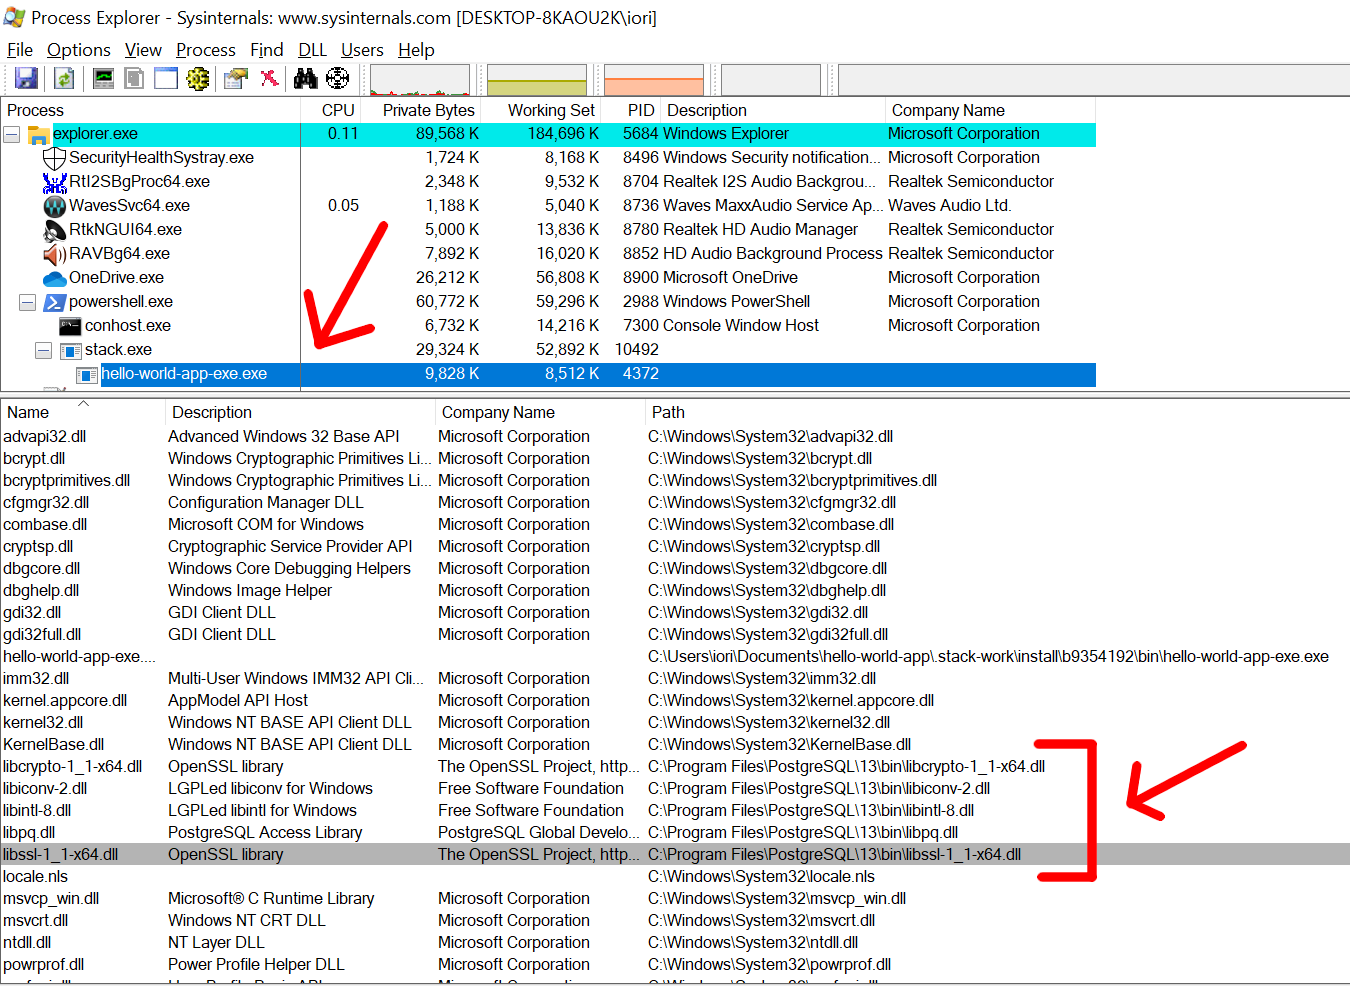 Process Explorer - Sysinternals: www.sysinternals.com [DESKTOP-8KAOU2K\iori]
File Options View Process Find DLL Users Help
Process CPU Private Bytes Working Set PID Description Company Name
explorer.exe 0.11 89,568 K 184,696 K 5684 Windows Explorer Microsoft Corporation
SecurityHealthSystray.exe 1,724 K 8,168 K 8496 Windows Security notification... Microsoft Corporation
RtI2SBgProc64.exe 2,348 K 9,532 K 8704 Realtek I2S Audio Backgrou... Realtek Semiconductor
WavesSvc64.exe 0.05 1,188 K 5,040 K 8736 Waves MaxxAudio Service Ap... Waves Audio Ltd.
RtkNGUI64.exe 5,000 K 13,836 K 8780 Realtek HD Audio Manager Realtek Semiconductor
RAVBg64.exe 7,892 K 16,020 K 8852 HD Audio Background Process Realtek Semiconductor
OneDrive.exe 26,212 K 56,808 K 8900 Microsoft OneDrive Microsoft Corporation
powershell.exe 60,772 K 59,296 K 2988 Windows PowerShell Microsoft Corporation
conhost.exe 6,732 K 14,216 K 7300 Console Window Host Microsoft Corporation
stack.exe 29,324 K 52,892 K 10492
hello-world-app-exe.exe 9,828 K 8,512 K 4372
Name Description Company Name Path
advapi32.dll Advanced Windows 32 Base API Microsoft Corporation C:\Windows\System32\advapi32.dll
bcrypt.dll Windows Cryptographic Primitives Li... Microsoft Corporation C:\Windows\System32\bcrypt.dll
bcryptprimitives.dll Windows Cryptographic Primitives Li... Microsoft Corporation C:\Windows\System32\bcryptprimitives.dll
cfgmgr32.dll Configuration Manager DLL Microsoft Corporation C:\Windows\System32\cfgmgr32.dll
combase.dll Microsoft COM for Windows Microsoft Corporation C:\Windows\System32\combase.dll
cryptsp.dll Cryptographic Service Provider API Microsoft Corporation C:\Windows\System32\cryptsp.dll
dbgcore.dll Windows Core Debugging Helpers Microsoft Corporation C:\Windows\System32\dbgcore.dll
dbghelp.dll Windows Image Helper Microsoft Corporation C:\Windows\System32\dbghelp.dll
gdi32.dll GDI Client DLL Microsoft Corporation C:\Windows\System32\gdi32.dll
gdi32full.dll GDI Client DLL Microsoft Corporation C:\Windows\System32\gdi32full.dll
hello-world-app-exe.... C:\Users\iori\Documents\hello-world-app\.stack-work\install\b9354192\bin\hello-world-app-exe.exe
imm32.dll Multi-User Windows IMM32 API Cli... Microsoft Corporation C:\Windows\System32\imm32.dll
kernel.appcore.dll AppModel API Host Microsoft Corporation C:\Windows\System32\kernel.appcore.dll
kernel32.dll Windows NT BASE API Client DLL Microsoft Corporation C:\Windows\System32\kernel32.dll
KernelBase.dll Windows NT BASE API Client DLL Microsoft Corporation C:\Windows\System32\KernelBase.dll
libcrypto-1_1-x64.dll OpenSSL library The OpenSSL Project, http... C:\Program Files\PostgreSQL\13\bin\libcrypto-1_1-x64.dll
libiconv-2.dll LGPLed libiconv for Windows Free Software Foundation C:\Program Files\PostgreSQL\13\bin\libiconv-2.dll
libintl-8.dll LGPLed libintl for Windows Free Software Foundation C:\Program Files\PostgreSQL\13\bin\libintl-8.dll
libpq.dll PostgreSQL Access Library PostgreSQL Global Develo... C:\Program Files\PostgreSQL\13\bin\libpq.dll
libssl-1_1-x64.dll OpenSSL library The OpenSSL Project, http... C:\Program Files\PostgreSQL\13\bin\libssl-1_1-x64.dll
locale.nls C:\Windows\System32\locale.nls
msvcp_win.dll Microsoft® C Runtime Library Microsoft Corporation C:\Windows\System32\msvcp_win.dll
msvcrt.dll Windows NT CRT DLL Microsoft Corporation C:\Windows\System32\msvcrt.dll
ntdll.dll NT Layer DLL Microsoft Corporation C:\Windows\System32\ntdll.dll
powrprof.dll Power Profile Helper DLL Microsoft Corporation C:\Windows\System32\powrprof.dll